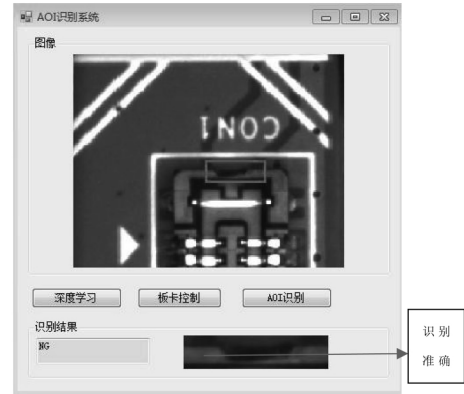 AOI识别系统
图像
CON1
深度学习
板卡控制
AOI识别
识别结果
NG
识别
准确